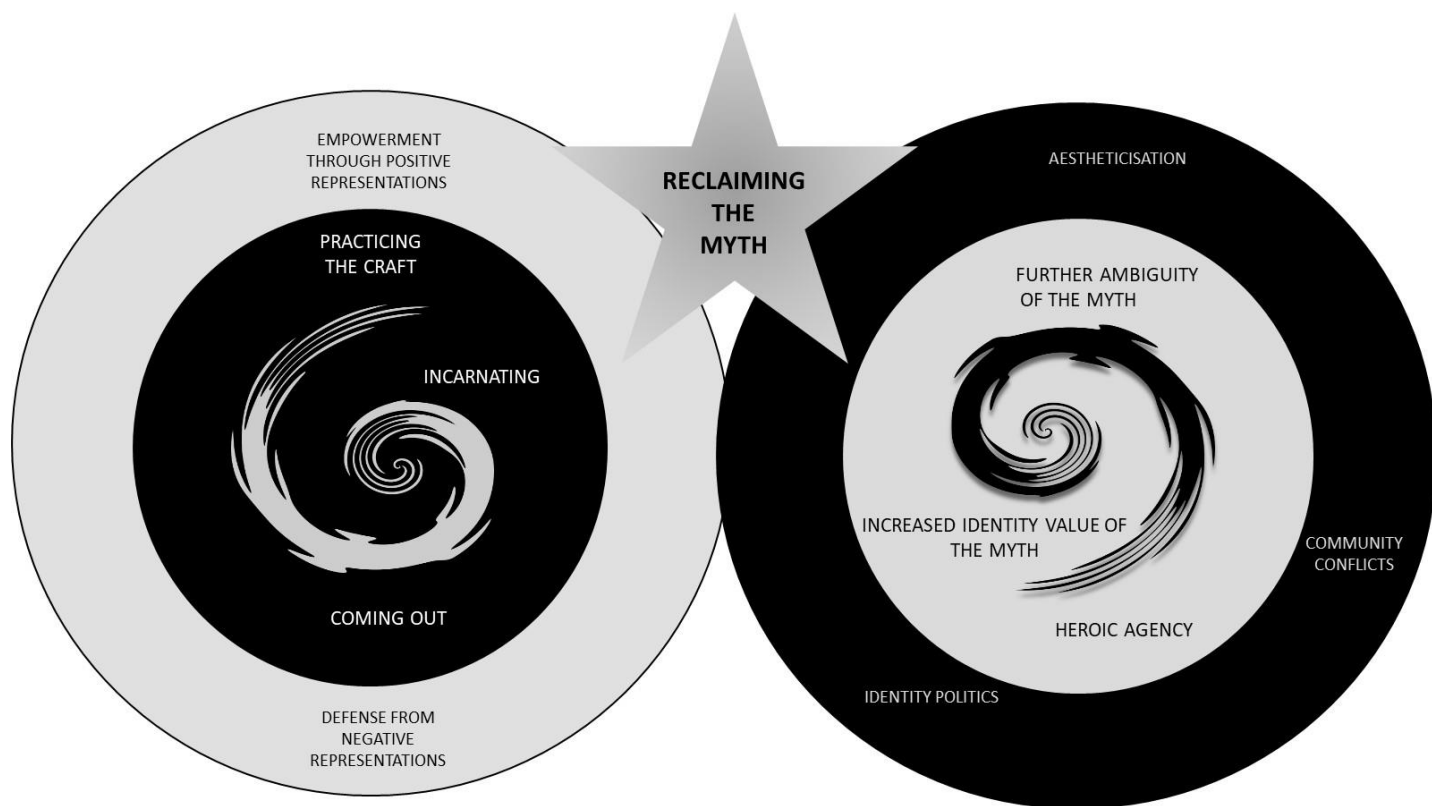 EMPOWERMENT
THROUGH POSITIVE
REPRESENTATIONS
PRACTICING
THE CRAFT
INCARNATING
COMING OUT
DEFENSE FROM
NEGATIVE
REPRESENTATIONS
RECLAIMING
THE
MYTH
AESTHETICISATION
FURTHER AMBIGUITY
OF THE MYTH
INCREASED IDENTITY VALUE OF
THE MYTH
COMMUNITY
CONFLICTS
HEROIC AGENCY
IDENTITY POLITICS